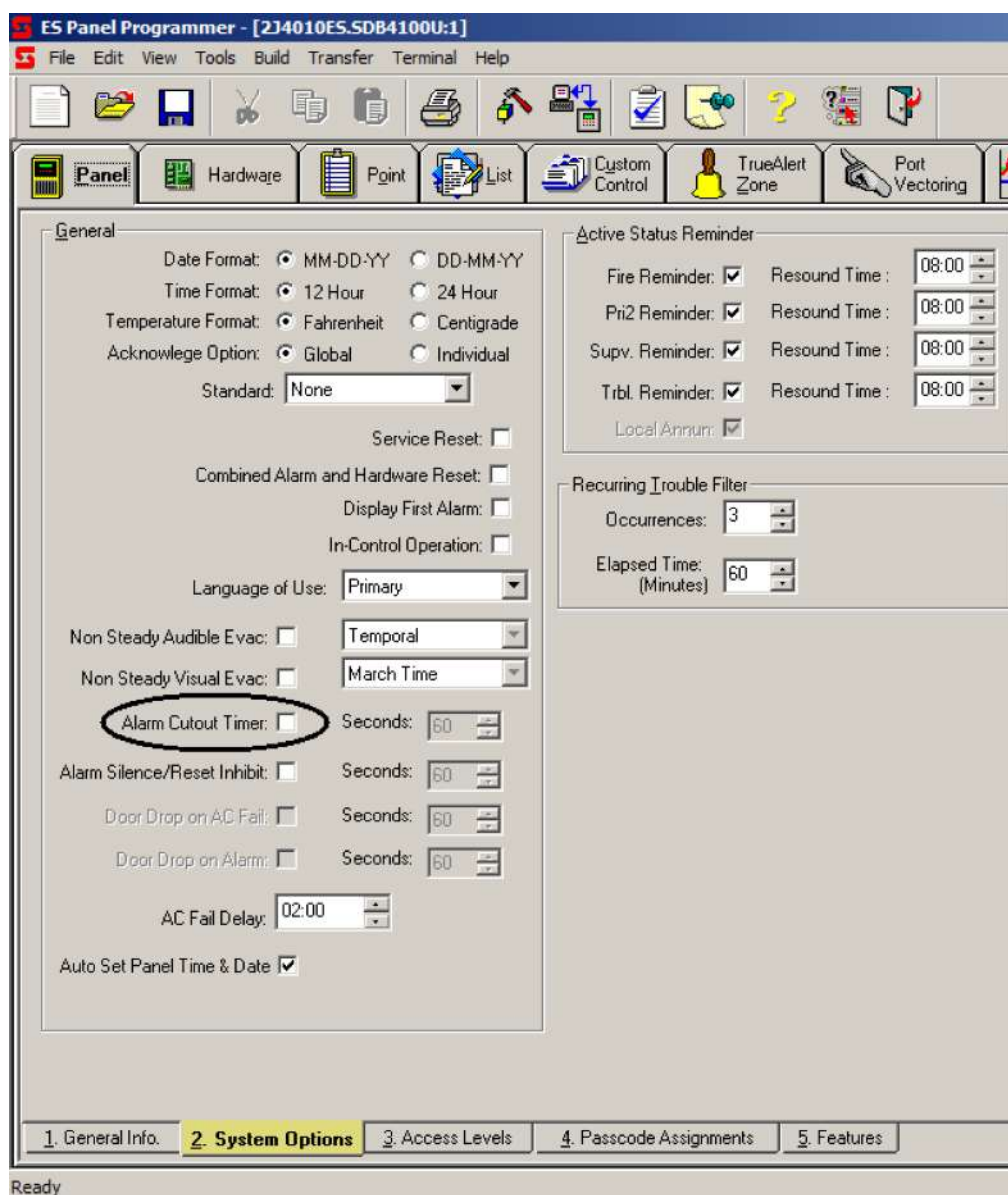 ES Panel Programmer - [2J4010ES.SDB4100U:1]
File Edit View Tools Build Transfer Terminal Help
Panel Hardware Point List Custom Control TrueAlert Zone Port Vectoring
General
Date Format: MM-DD-YY DD-MM-YY
Time Format: 12 Hour 24 Hour
Temperature Format: Fahrenheit Centigrade
Acknowlege Option: Global Individual
Standard: None
Service Reset:
Combined Alarm and Hardware Reset:
Display First Alarm:
In-Control Operation:
Language of Use: Primary
Non Steady Audible Evac: Temporal
Non Steady Visual Evac: March Time
Alarm Cutout Timer: Seconds: 60
Alarm Silence/Reset Inhibit: Seconds: 60
Door Drop on AC Fail: Seconds: 60
Door Drop on Alarm: Seconds: 60
AC Fail Delay: 02:00
Auto Set Panel Time & Date
Active Status Reminder
Fire Reminder: Resound Time : 08:00
Pri2 Reminder: Resound Time : 08:00
Supv. Reminder: Resound Time : 08:00
Trbl. Reminder: Resound Time : 08:00
Local Annun:
Recurring Trouble Filter
Occurrences: 3
Elapsed Time: 60
(Minutes)
1. General Info. 2. System Options 3. Access Levels 4. Passcode Assignments 5. Features
Ready